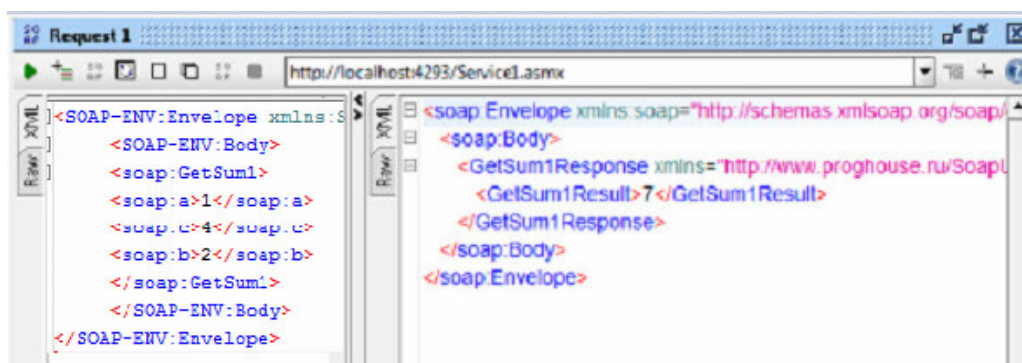 Request 1
http://localhost:4293/Service1.asmx
XML
Raw
<SOAP-ENV:Envelope xmlns:S
<SOAP-ENV:Body>
<soap:GetSum1>
<soap:a>1</soap:a>
<soap:c>4</soap:c>
<soap:b>2</soap:b>
</soap:GetSum1>
</SOAP-ENV:Body>
</SOAP-ENV:Envelope>
XML
Raw
<soap:Envelope xmlns:soap="http://schemas.xmlsoap.org/soap/
<soap:Body>
<GetSum1Response xmlns="http://www.proghouse.ru/SoapU
<GetSum1Result>7</GetSum1Result>
</GetSum1Response>
</soap:Body>
</soap:Envelope>